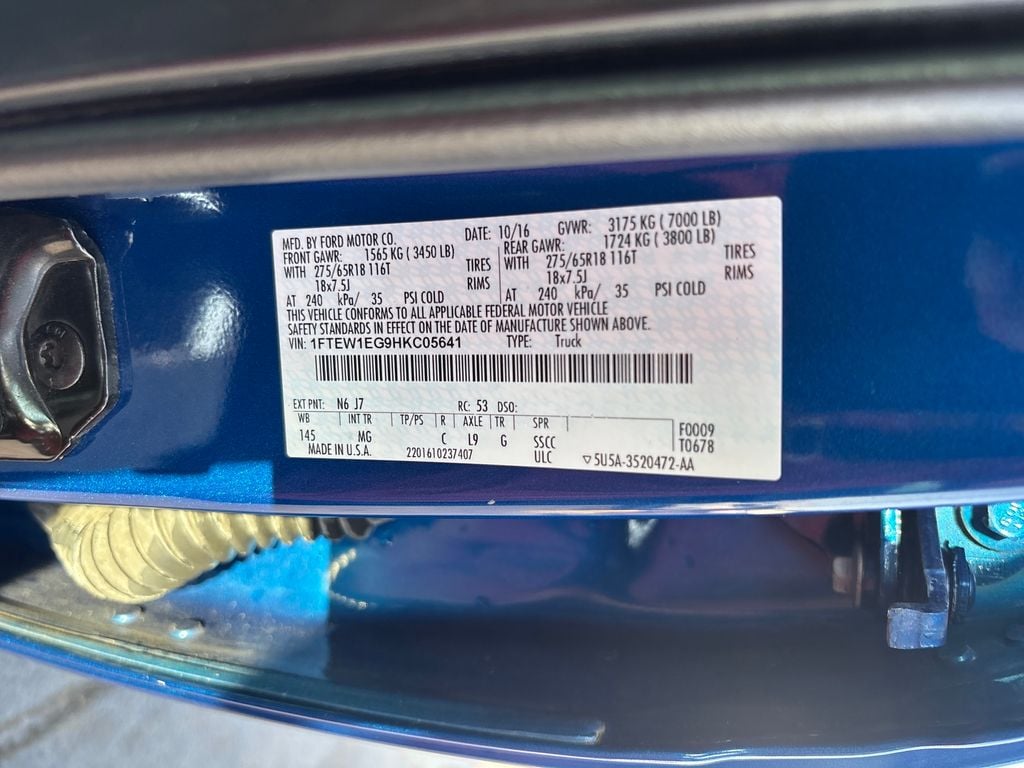 MFD. BY FORD MOTOR CO. DATE: 10/16 GVWR: 3175 KG ( 7000 LB)
FRONT GAWR: 1565 KG ( 3450 LB) REAR GAWR: 1724 KG ( 3800 LB)
WITH 275/65R18 116T TIRES WITH 275/65R18 116T TIRES
18x7.5J RIMS 18x7.5J RIMS
AT 240 kPa/ 35 PSI COLD AT 240 kPa/ 35 PSI COLD
THIS VEHICLE CONFORMS TO ALL APPLICABLE FEDERAL MOTOR VEHICLE
SAFETY STANDARDS IN EFFECT ON THE DATE OF MANUFACTURE SHOWN ABOVE.
VIN: 1FTEW1EG9HKC05641 TYPE: Truck
EXT PNT: N6 J7 RC: 53 DSO:
WB INT TR TP/PS R AXLE TR SPR
145 MG C L9 G SSCC
F0009
T0678
MADE IN U.S.A. 2201610237407 ULC ▽5U5A-3520472-AA